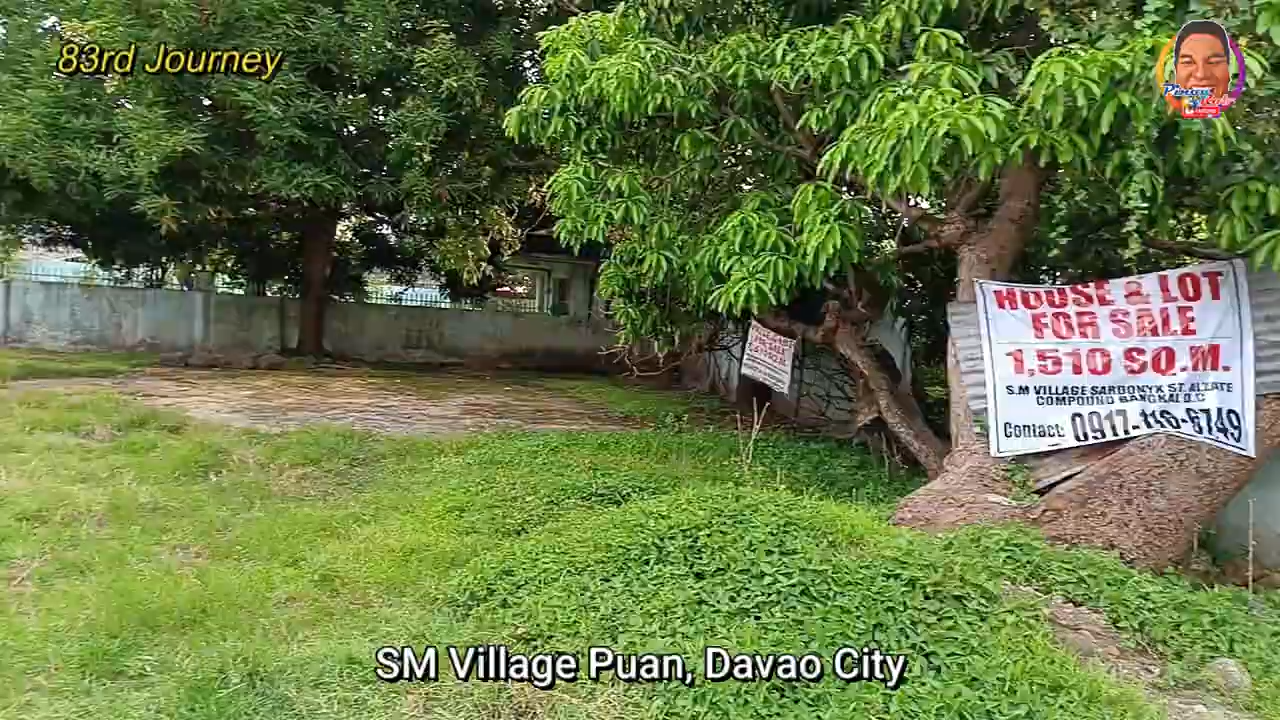 83rd Journey
HOUSE & LOT
FOR SALE
1,510 SQ.M.
S.M VILLAGE SARDONYX ST. ALZATE
COMPOUND BANGKAL D.C
Contact: 0917-146-6749
SM Village Puan, Davao City